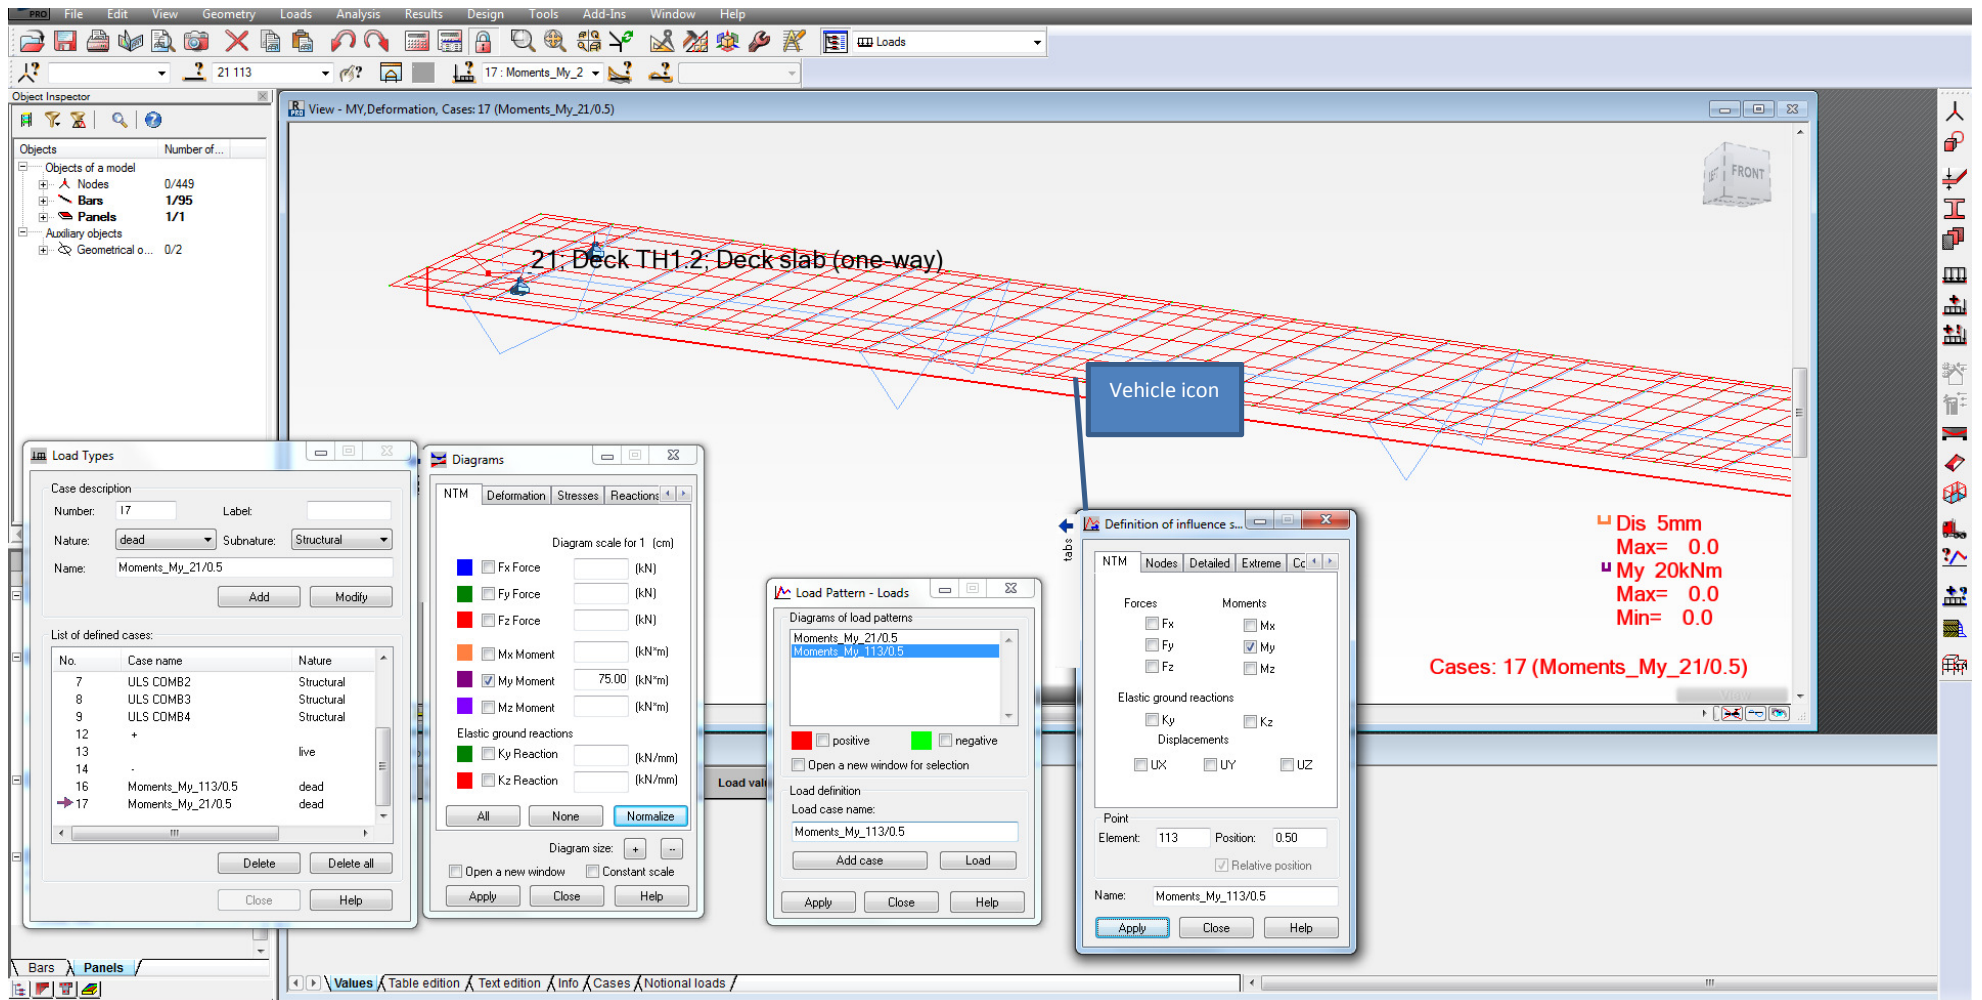 PRO File Edit View Geometry Loads Analysis Results Design Tools Add-Ins Window Help
Loads
21 113
17 : Moments_My_2
Object Inspector
View - MY,Deformation, Cases: 17 (Moments_My_21/0.5)
Objects Number of...
Objects of a model
Nodes 0/449
Bars 1/95
Panels 1/1
Auxiliary objects
Geometrical o... 0/2
FRONT
21; Deck TH1.2; Deck slab (one-way)
Vehicle icon
Dis 5mm
Max= 0.0
My 20kNm
Max= 0.0
Min= 0.0
Cases: 17 (Moments_My_21/0.5)
Load Types
Case description
Number: 17 Label:
Nature: dead Subnature: Structural
Name: Moments_My_21/0.5
Add Modify
List of defined cases:
No. Case name Nature
7 ULS COMB2 Structural
8 ULS COMB3 Structural
9 ULS COMB4 Structural
12 +
13 live
14 -
16 Moments_My_113/0.5 dead
17 Moments_My_21/0.5 dead
Delete Delete all
Close Help
Diagrams
NTM Deformation Stresses Reactions
Diagram scale for 1 (cm)
Fx Force (kN)
Fy Force (kN)
Fz Force (kN)
Mx Moment (kN*m)
My Moment 75.00 (kN*m)
Mz Moment (kN*m)
Elastic ground reactions
Ky Reaction (kN/mm)
Kz Reaction (kN/mm)
All None Normalize
Diagram size: + --
Open a new window Constant scale
Apply Close Help
Load Pattern - Loads
Diagrams of load patterns
Moments_My_21/0.5
Moments_My_113/0.5
positive negative
Open a new window for selection
Load definition
Load case name:
Moments_My_113/0.5
Add case Load
Apply Close Help
tabs
Definition of influence s...
NTM Nodes Detailed Extreme
Forces Moments
Fx Mx
Fy My
Fz Mz
Elastic ground reactions
Ky Kz
Displacements
UX UY UZ
Point
Element: 113 Position: 0.50
Relative position
Name: Moments_My_113/0.5
Apply Close Help
Bars Panels
Values Table edition Text edition Info Cases Notional loads